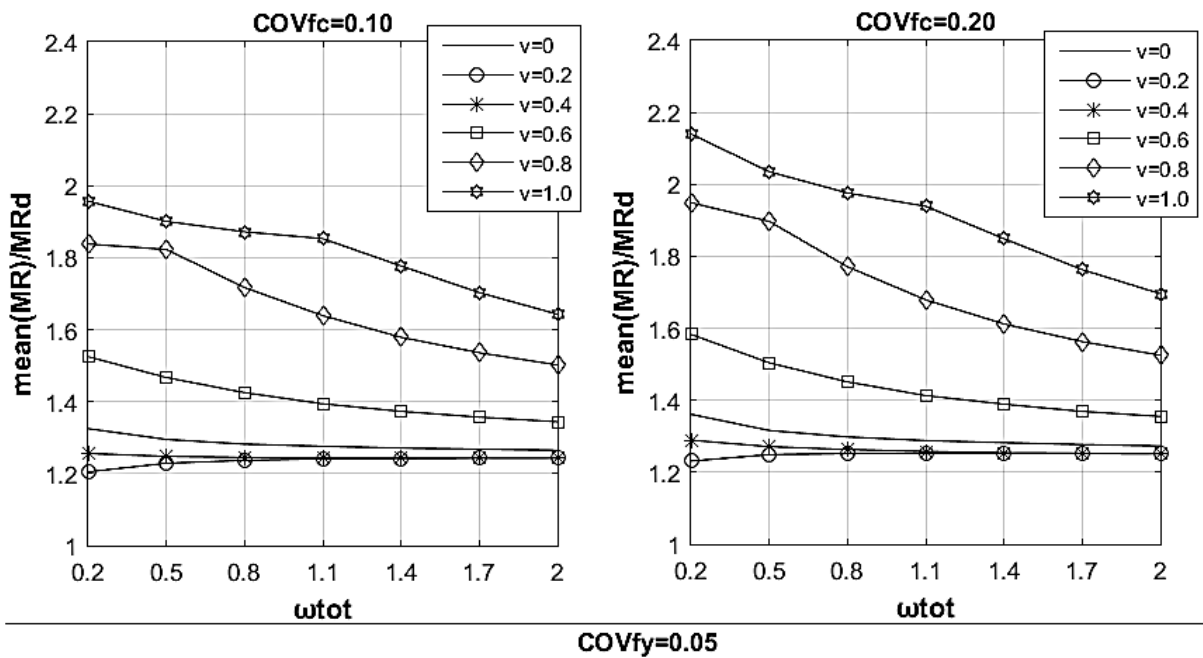 COVfc=0.10
v=0
v=0.2
v=0.4
v=0.6
v=0.8
v=1.0
2.4
2.2
2
1.8
1.6
1.4
1.2
1
mean(MR)/MRd
0.2 0.5 0.8 1.1 1.4 1.7 2
ωtot
COVfc=0.20
v=0
v=0.2
v=0.4
v=0.6
v=0.8
v=1.0
2.4
2.2
2
1.8
1.6
1.4
1.2
1
mean(MR)/MRd
0.2 0.5 0.8 1.1 1.4 1.7 2
ωtot
COVfy=0.05